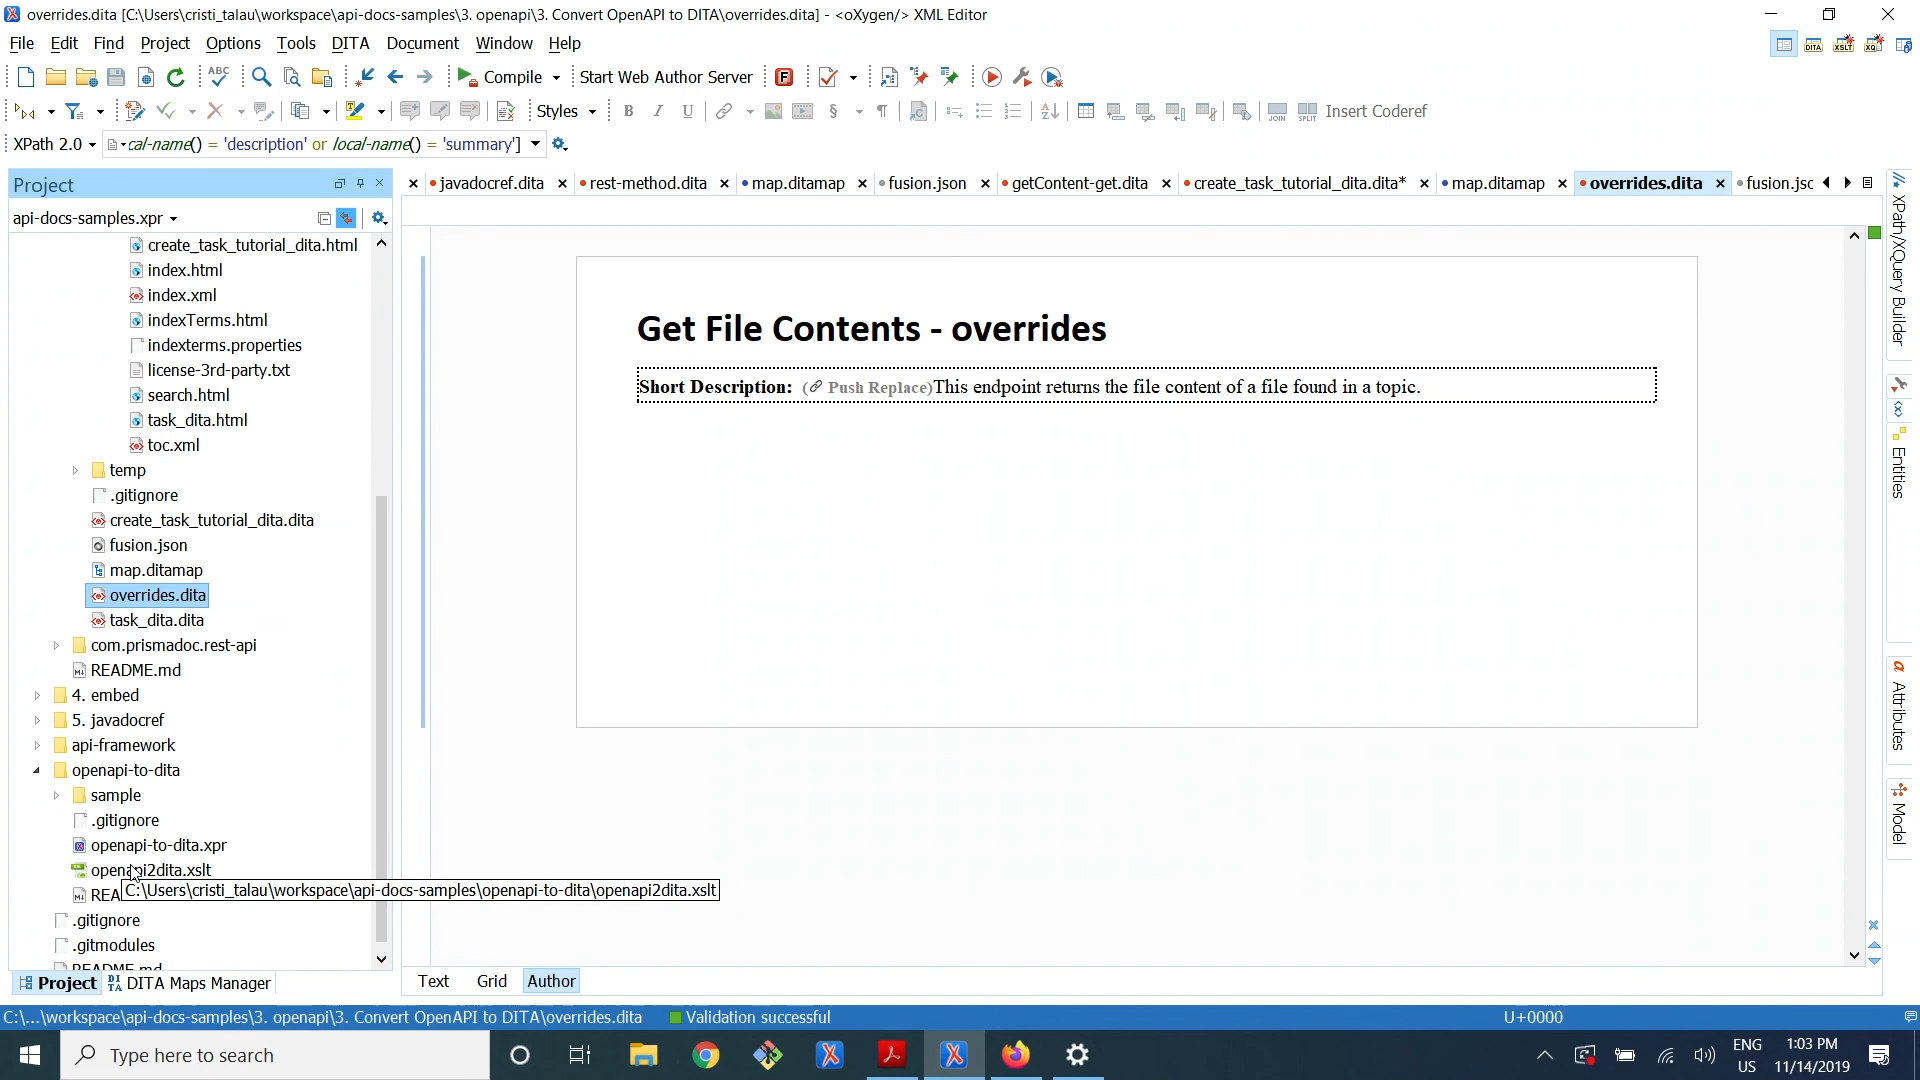 overrides.dita [C:\Users\cristi_talau\workspace\api-docs-samples\3. openapi\3. Convert OpenAPI to DITA\overrides.dita] - <oXygen/> XML Editor
File Edit Find Project Options Tools DITA Document Window Help
Compile Start Web Author Server
Styles B I U § ¶ Insert Coderef
XPath 2.0 cal-name() = 'description' or local-name() = 'summary']
Project
api-docs-samples.xpr
javadocref.dita rest-method.dita map.ditamap fusion.json getContent-get.dita create_task_tutorial_dita.dita* map.ditamap overrides.dita fusion.jsc
create_task_tutorial_dita.html
index.html
index.xml
indexTerms.html
indexterms.properties
license-3rd-party.txt
search.html
task_dita.html
toc.xml
temp
.gitignore
create_task_tutorial_dita.dita
fusion.json
map.ditamap
overrides.dita
task_dita.dita
com.prismadoc.rest-api
README.md
4. embed
5. javadocref
api-framework
openapi-to-dita
sample
.gitignore
openapi-to-dita.xpr
openapi2dita.xslt
REA
C:\Users\cristi_talau\workspace\api-docs-samples\openapi-to-dita\openapi2dita.xslt
.gitignore
.gitmodules
README.md
Project DITA Maps Manager
Get File Contents - overrides
Short Description: (Push Replace)This endpoint returns the file content of a file found in a topic.
XPath/XQuery Builder
Entities
Attributes
Model
Text Grid Author
C:\...\workspace\api-docs-samples\3. openapi\3. Convert OpenAPI to DITA\overrides.dita Validation successful U+0000
Type here to search
ENG
US
1:03 PM
11/14/2019